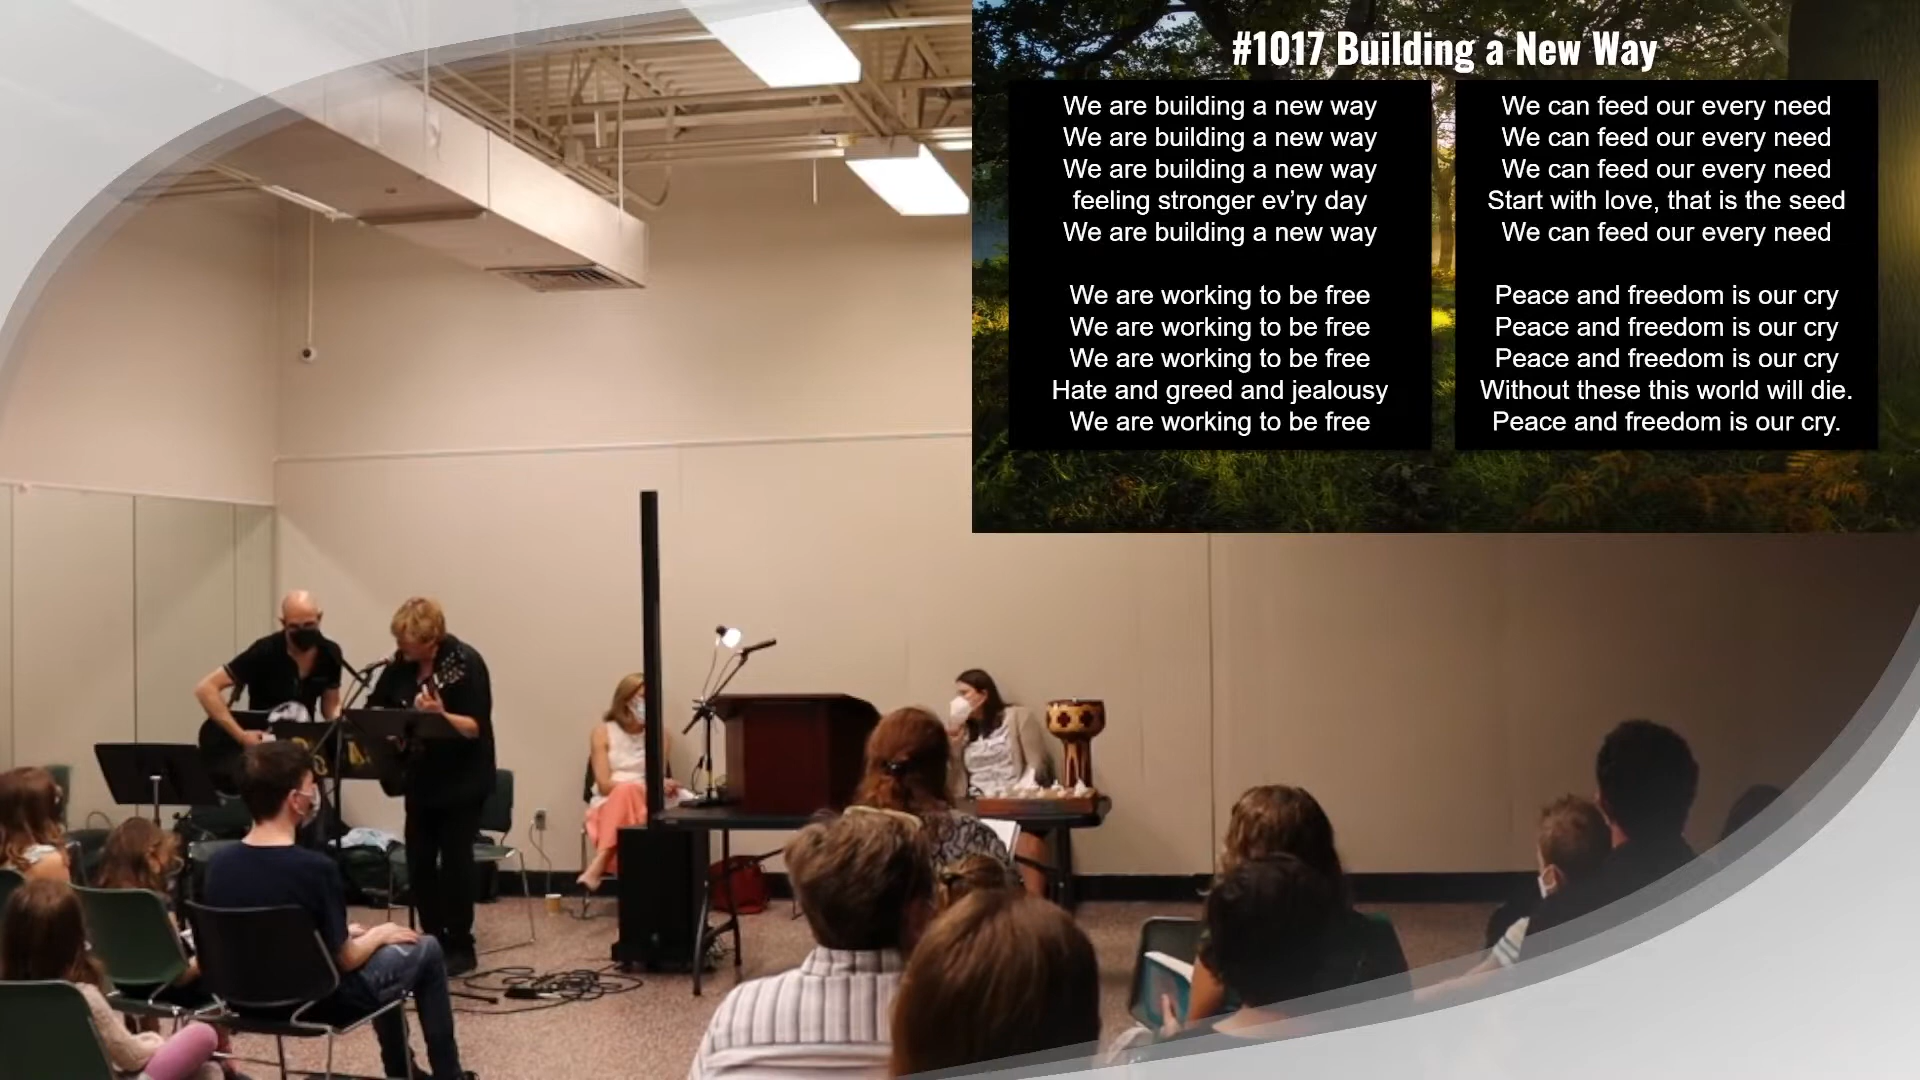 #1017 Building a New Way
We are building a new way
We are building a new way
We are building a new way
feeling stronger ev’ry day
We are building a new way
We are working to be free
We are working to be free
We are working to be free
Hate and greed and jealousy
We are working to be free
We can feed our every need
We can feed our every need
We can feed our every need
Start with love, that is the seed
We can feed our every need
Peace and freedom is our cry
Peace and freedom is our cry
Peace and freedom is our cry
Without these this world will die.
Peace and freedom is our cry.